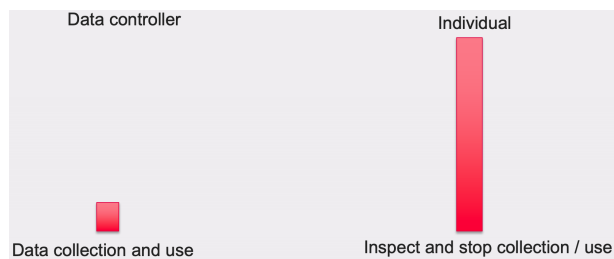 Data controller
Individual
Data collection and use
Inspect and stop collection / use